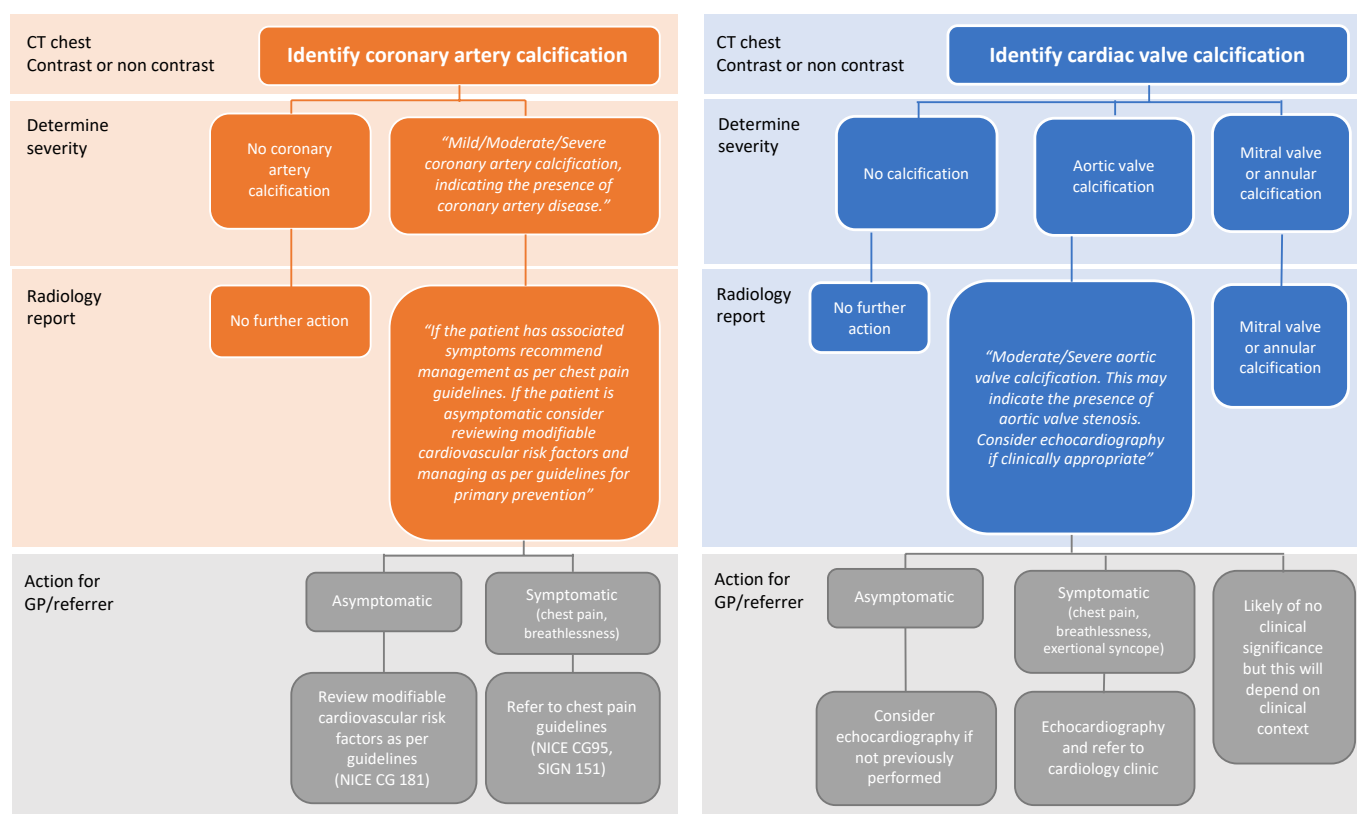 CT chest
Contrast or non contrast
Identify coronary artery calcification
Determine
severity
No coronary
artery
calcification
“Mild/Moderate/Severe
coronary artery calcification,
indicating the presence of
coronary artery disease.”
Radiology
report
No further action
“If the patient has associated
symptoms recommend
management as per chest pain
guidelines. If the patient is
asymptomatic consider
reviewing modifiable
cardiovascular risk factors and
managing as per guidelines for
primary prevention”
Action for
GP/referrer
Asymptomatic
Symptomatic
(chest pain,
breathlessness)
Review modifiable
cardiovascular risk
factors as per
guidelines
(NICE CG 181)
Refer to chest pain
guidelines
(NICE CG95,
SIGN 151)
CT chest
Contrast or non contrast
Identify cardiac valve calcification
Determine
severity
No calcification
Aortic valve
calcification
Mitral valve
or annular
calcification
Radiology
report
No further
action
“Moderate/Severe aortic
valve calcification. This may
indicate the presence of
aortic valve stenosis.
Consider echocardiography
if clinically appropriate”
Mitral valve
or annular
calcification
Action for
GP/referrer
Asymptomatic
Symptomatic
(chest pain,
breathlessness,
exertional syncope)
Likely of no
clinical
significance
but this will
depend on
clinical
context
Consider
echocardiography if
not previously
performed
Echocardiography
and refer to
cardiology clinic